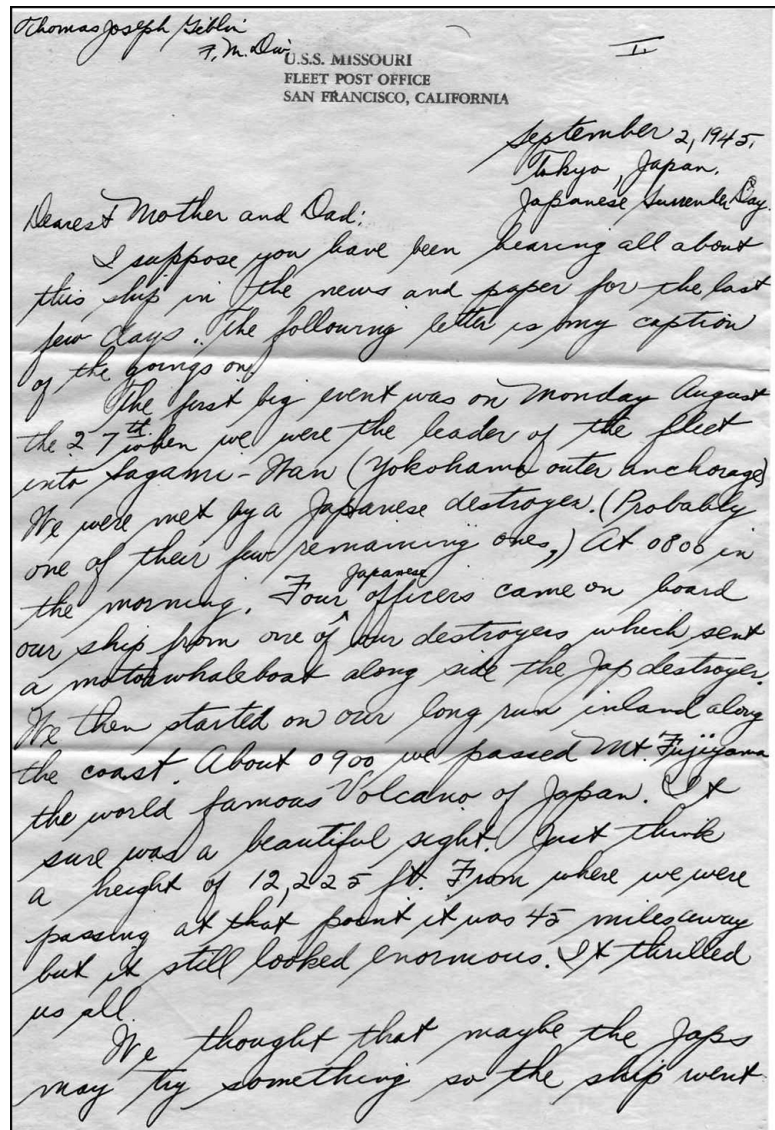 Thomas Joseph Giblin
F. M. Div.
I
U.S.S. MISSOURI
FLEET POST OFFICE
SAN FRANCISCO, CALIFORNIA
September 2, 1945.
Tokyo, Japan.
Japanese Surrender Day.
Dearest Mother and Dad:
I suppose you have been hearing all about
this ship in the news and paper for the last
few days. The following letter is my caption
of the goings on.
The first big event was on Monday August
the 27th when we were the leader of the fleet
into Sagami-Wan (Yokohama outer anchorage)
We were met by a Japanese destroyer. (Probably
one of their few remaining ones,) At 0800 in
the morning. Four Japanese officers came on board
our ship from one of our destroyers which sent
a motorwhaleboat along side the Jap destroyer.
We then started on our long run inland along
the coast. About 0900 we passed Mt. Fujiyama
the world famous Volcano of Japan. It
sure was a beautiful sight. Just think
a height of 12,225 ft. From where we were
passing at that point it was 45 miles away
but it still looked enormous. It thrilled
us all.
We thought that maybe the Japs
may try something so the ship went